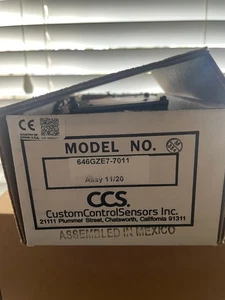 CE
MODEL NO.
646GZE7-7011
Assy 11/20
CCS®
CustomControlSensors Inc.
21111 Plummer Street, Chatsworth, California 91311
ASSEMBLED IN MEXICO